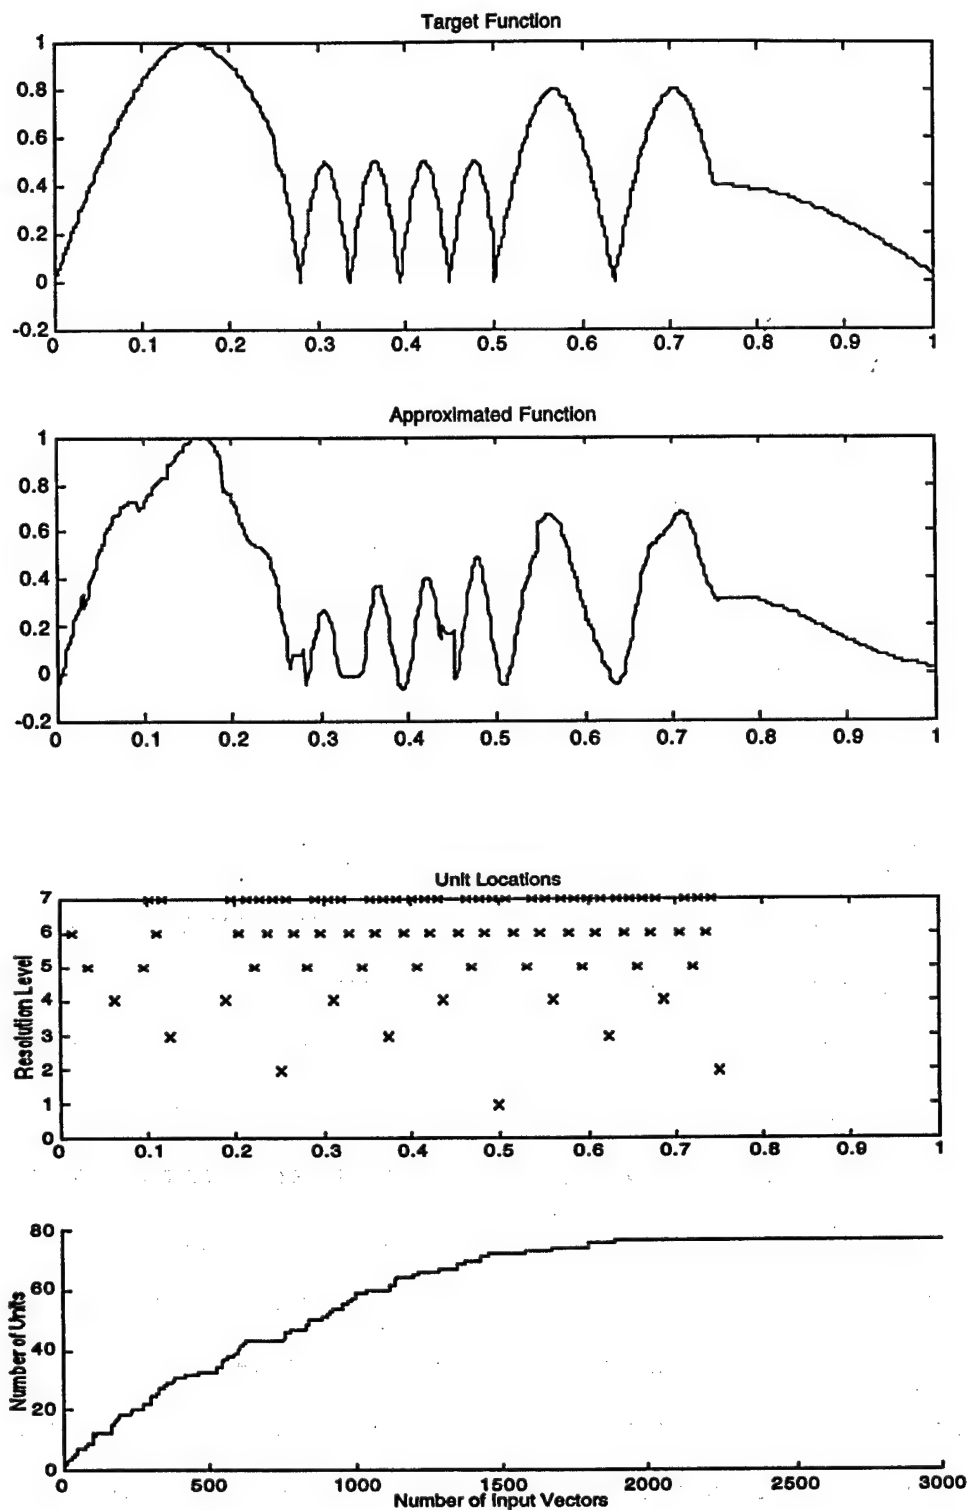 Target Function
1
0.8
0.6
0.4
0.2
0
-0.2
0 0.1 0.2 0.3 0.4 0.5 0.6 0.7 0.8 0.9 1
Approximated Function
1
0.8
0.6
0.4
0.2
0
-0.2
0 0.1 0.2 0.3 0.4 0.5 0.6 0.7 0.8 0.9 1
Unit Locations
Resolution Level
7
6
5
4
3
2
1
0
0 0.1 0.2 0.3 0.4 0.5 0.6 0.7 0.8 0.9 1
Number of Units
80
60
40
20
0
0 500 1000 1500 2000 2500 3000
Number of Input Vectors